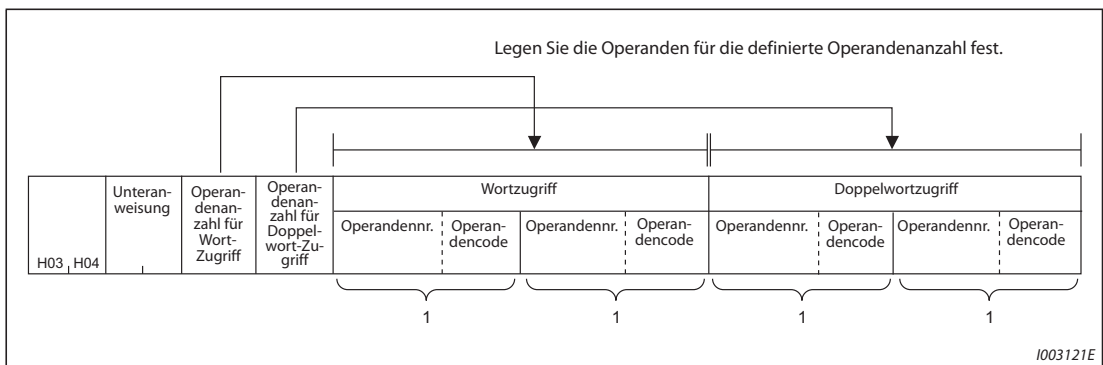 Legen Sie die Operanden für die definierte Operandenanzahl fest.
H03 H04
Unteran-
weisung
Operan-
denan-
zahl für
Wort-
Zugriff
Operan-
denan-
zahl für
Doppel-
wort-Zu-
griff
Wortzugriff
Operandennr.
Operan-
dencode
Operandennr.
Operan-
dencode
Doppelwortzugriff
Operandennr.
Operan-
dencode
Operandennr.
Operan-
dencode
1
1
1
1
I003121E